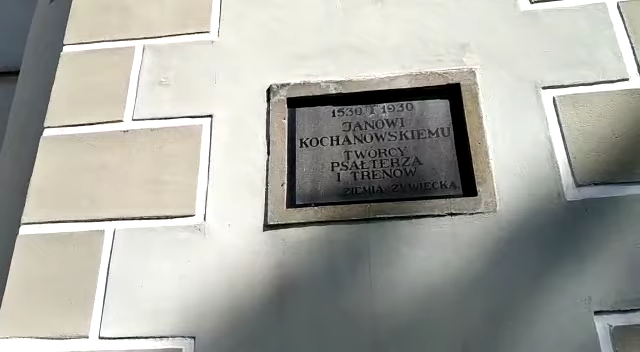 1530 † 1930
JANOWI
KOCHANOWSKIEMU
TWÓRCY
PSAŁTERZA
I TRENÓW
ZIEMIA ŻYWIECKA.